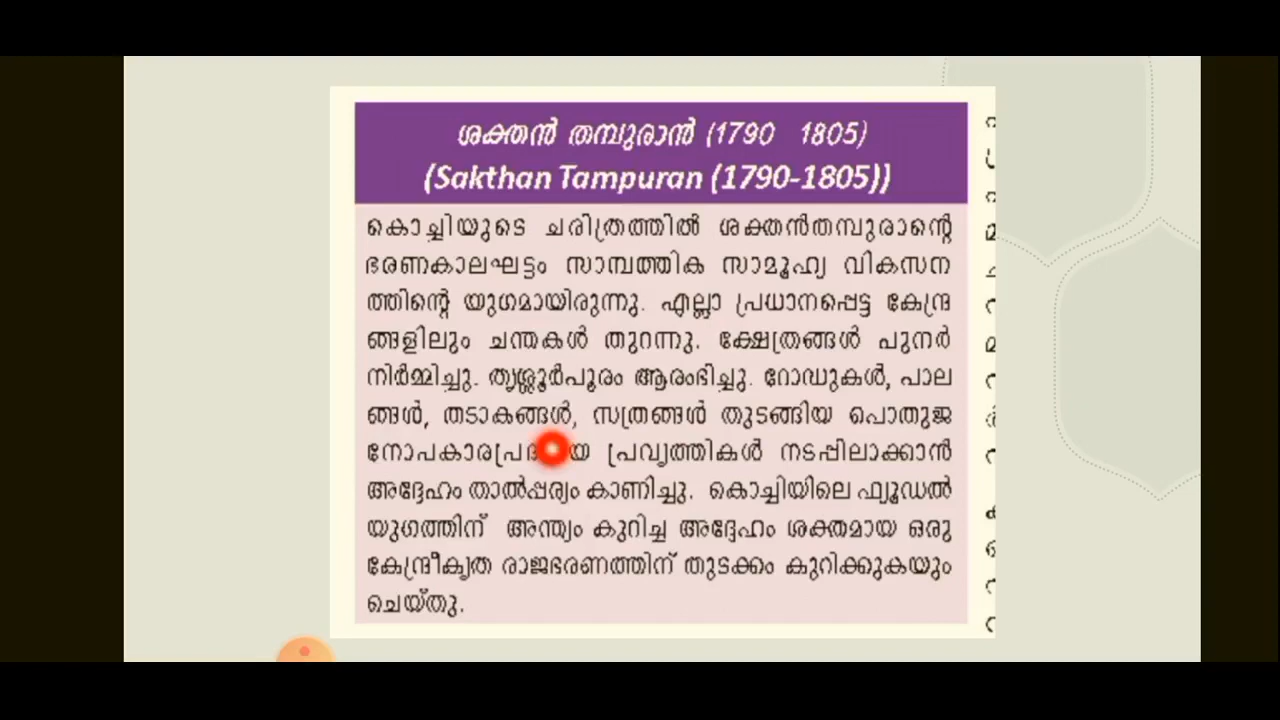 ശക്തൻ തമ്പുരാൻ (1790 1805)
(Sakthan Tampuran (1790-1805))
കൊച്ചിയുടെ ചരിത്രത്തിൽ ശക്തൻതമ്പുരാന്റെ
ഭരണകാലഘട്ടം സാമ്പത്തിക സാമൂഹ്യ വികസന
ത്തിന്റെ യുഗമായിരുന്നു. എല്ലാ പ്രധാനപ്പെട്ട കേന്ദ്ര
ങ്ങളിലും ചന്തകൾ തുറന്നു. ക്ഷേത്രങ്ങൾ പുനർ
നിർമ്മിച്ചു. തൃശ്ശൂർപൂരം ആരംഭിച്ചു. റോഡുകൾ, പാല
ങ്ങൾ, തടാകങ്ങൾ, സത്രങ്ങൾ തുടങ്ങിയ പൊതുജ
പ്രവൃത്തികൾ നടപ്പിലാക്കാൻ
അദ്ദേഹം താൽപ്പര്യം കാണിച്ചു. കൊച്ചിയിലെ ഫ്യൂഡൽ
യുഗത്തിന് അന്ത്യം കുറിച്ച അദ്ദേഹം ശക്തമായ ഒരു
കേന്ദ്രീകൃത രാജഭരണത്തിന് തുടക്കം കുറിക്കുകയും
ചെയ്തു.